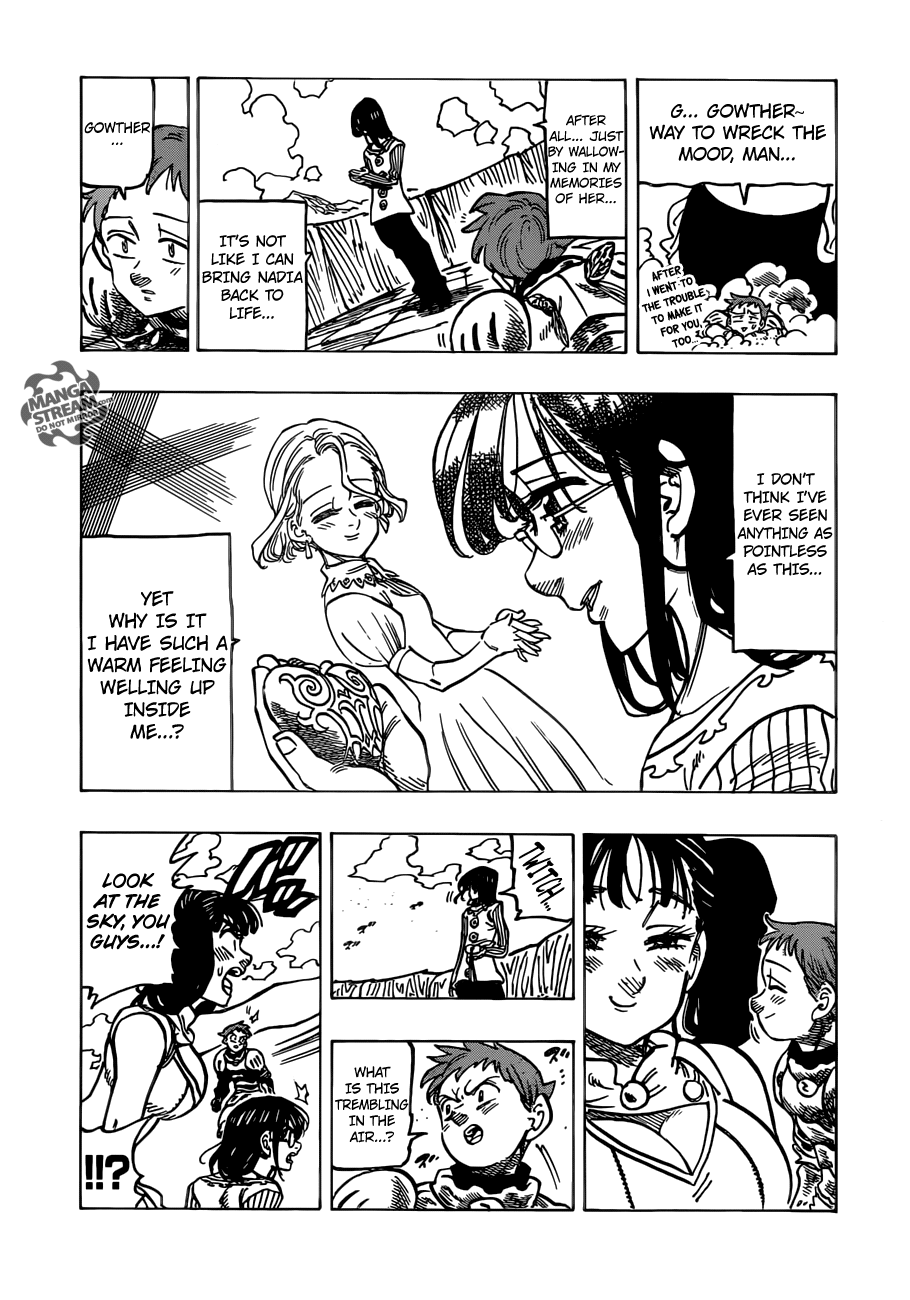 G... GOWTHER~
WAY TO WRECK THE
MOOD, MAN...
AFTER
I WENT TO
THE TROUBLE
TO MAKE IT
FOR YOU,
TOO...
AFTER
ALL... JUST
BY WALLOW-
ING IN MY
MEMORIES
OF HER...
IT'S NOT
LIKE I CAN
BRING NADIA
BACK TO
LIFE...
GOWTHER
...
MANGA
STREAM.com
DO NOT MIRROR
I DON'T
THINK I'VE
EVER SEEN
ANYTHING AS
POINTLESS
AS THIS...
YET
WHY IS IT
I HAVE SUCH A
WARM FEELING
WELLING UP
INSIDE
ME...?
2
TWITCH...
WHAT
IS THIS
TREMBLING
IN THE
AIR...?
LOOK
AT THE
SKY, YOU
GUYS...!
!!?